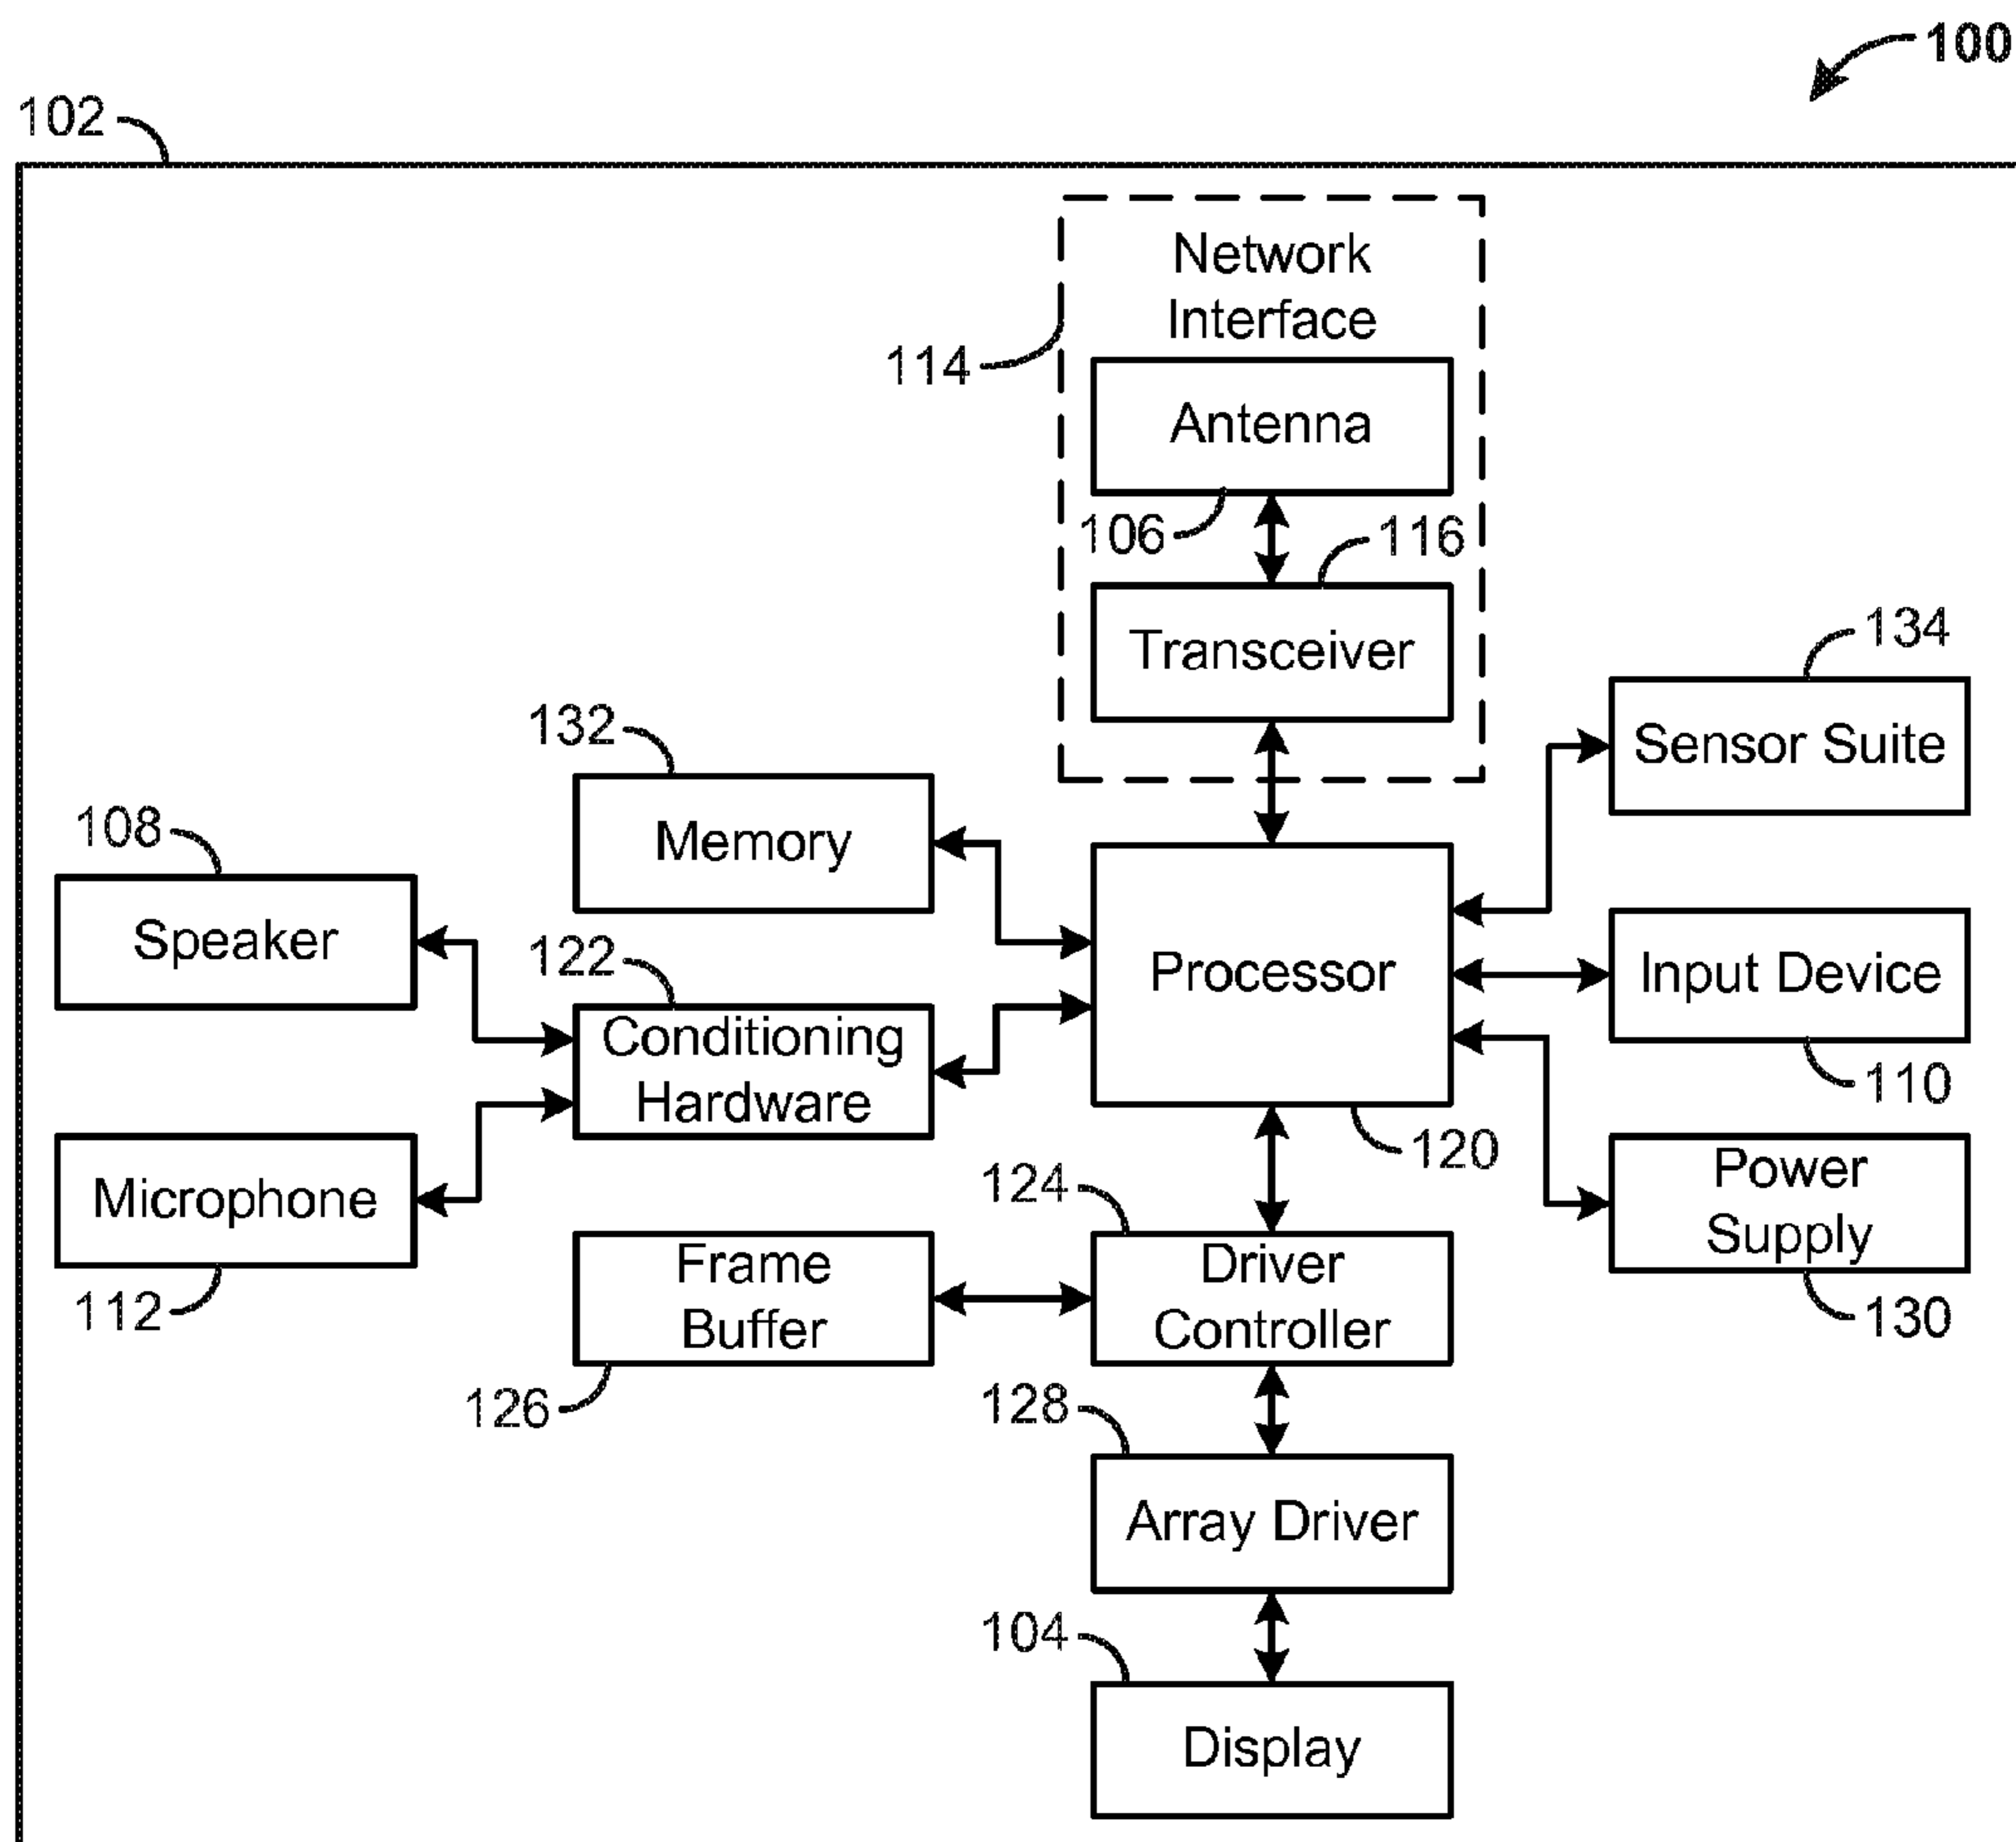 100
102
Network
Interface
114
Antenna
106
116
Transceiver
134
Sensor Suite
132
Memory
108
Speaker
Processor
Input Device
122
Conditioning
Hardware
110
120
Microphone
112
124
Power
Supply
130
Frame
Buffer
126
Driver
Controller
128
Array Driver
104
Display